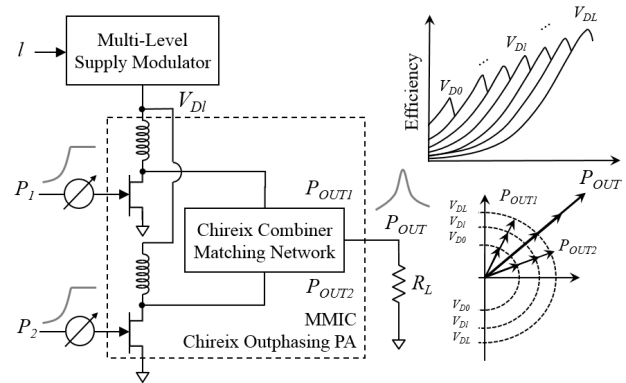 Multi-Level
Supply Modulator
l
V_Dl
P_1
P_2
P_OUT1
P_OUT2
Chireix Combiner
Matching Network
MMIC
Chireix Outphasing PA
P_OUT
R_L
Efficiency
V_D0
...
V_Dl
...
V_DL
P_OUT
V_DL
V_Dl
V_D0
P_OUT1
P_OUT2
V_D0
V_Dl
V_DL